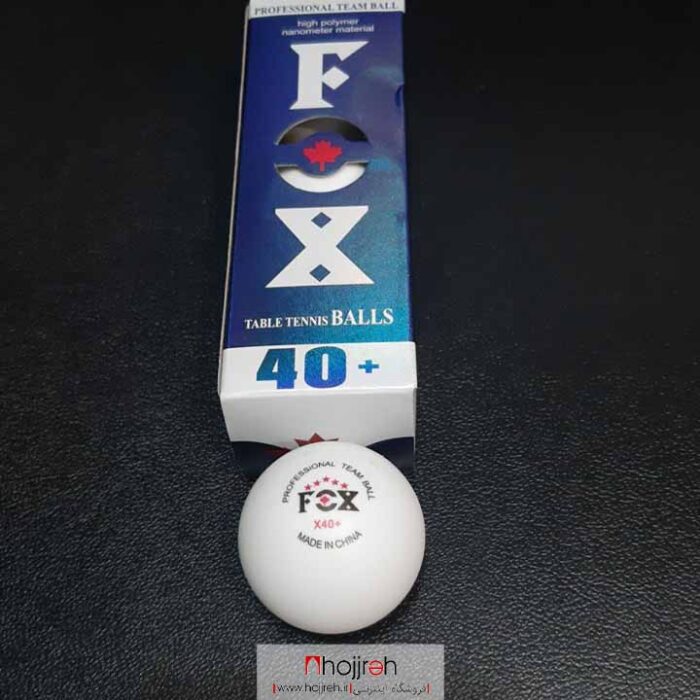 PROFESSIONAL TEAM BALL
high polymer
nanometer material
FOX
TABLE TENNIS BALLS
40+
PROFESSIONAL TEAM BALL
FOX
X40+
MADE IN CHINA
hojjreh
فروشگاه اینترنتی | www.hojjreh.ir